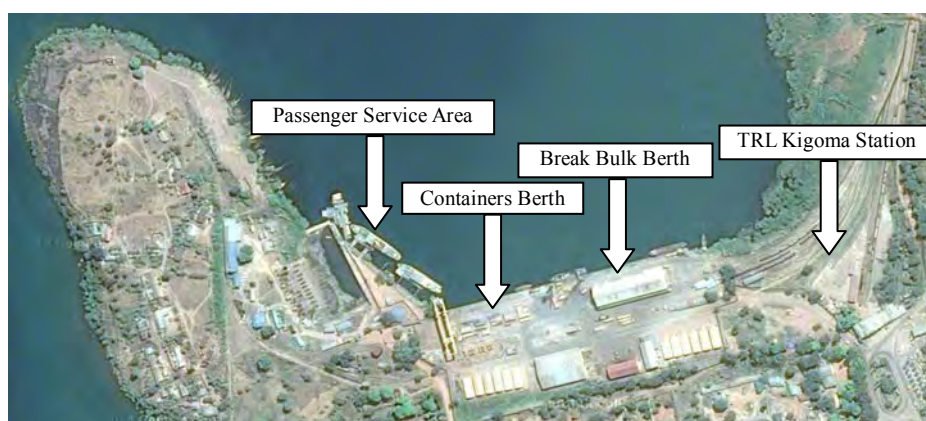 Passenger Service Area
Break Bulk Berth
TRL Kigoma Station
Containers Berth